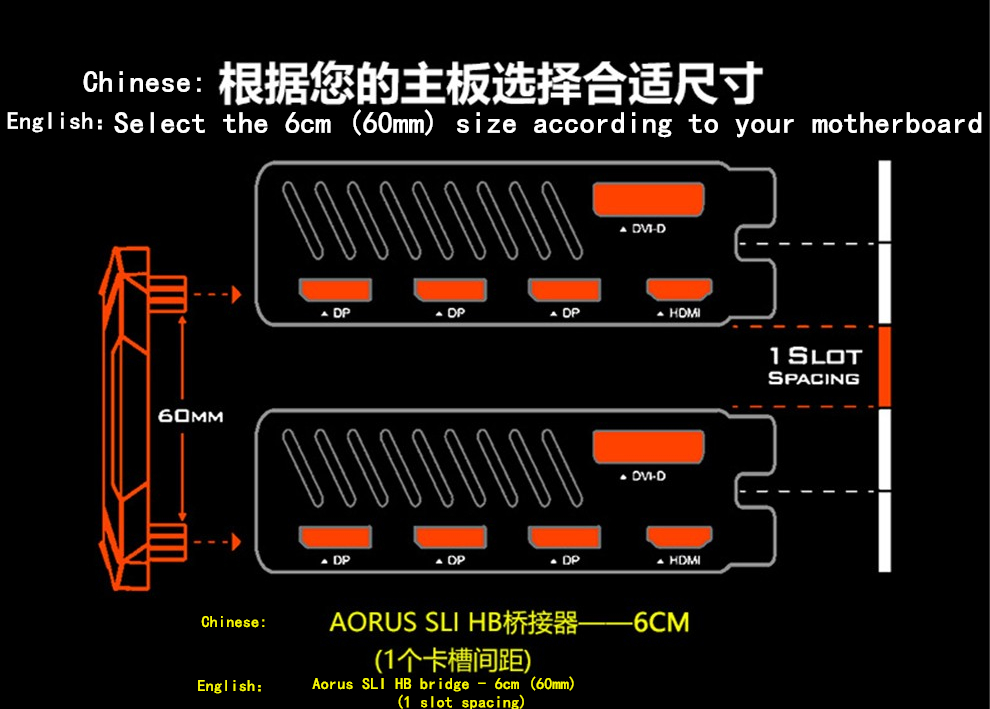 Chinese: 根据您的主板选择合适尺寸
English: Select the 6cm (60mm) size according to your motherboard
▲ DVI-D
▲ DP ▲ DP ▲ DP ▲ HDMI
1 SLOT
SPACING
60MM
▲ DVI-D
▲ DP ▲ DP ▲ DP ▲ HDMI
Chinese: AORUS SLI HB桥接器——6CM
(1个卡槽间距)
English: Aorus SLI HB bridge - 6cm (60mm)
(1 slot spacing)